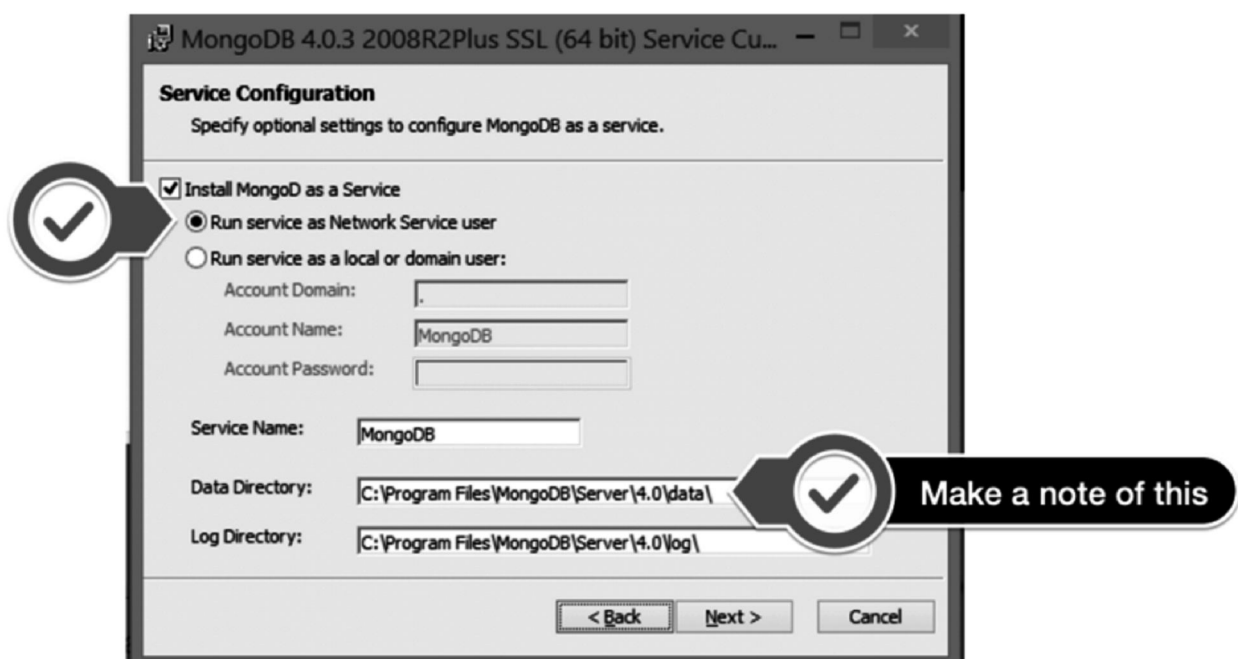 MongoDB 4.0.3 2008R2Plus SSL (64 bit) Service Cu...
Service Configuration
Specify optional settings to configure MongoDB as a service.
Install MongoD as a Service
Run service as Network Service user
Run service as a local or domain user:
Account Domain: .
Account Name: MongoDB
Account Password:
Service Name: MongoDB
Data Directory: C:\Program Files\MongoDB\Server\4.0\data\
Make a note of this
Log Directory: C:\Program Files\MongoDB\Server\4.0\log\
< Back Next > Cancel